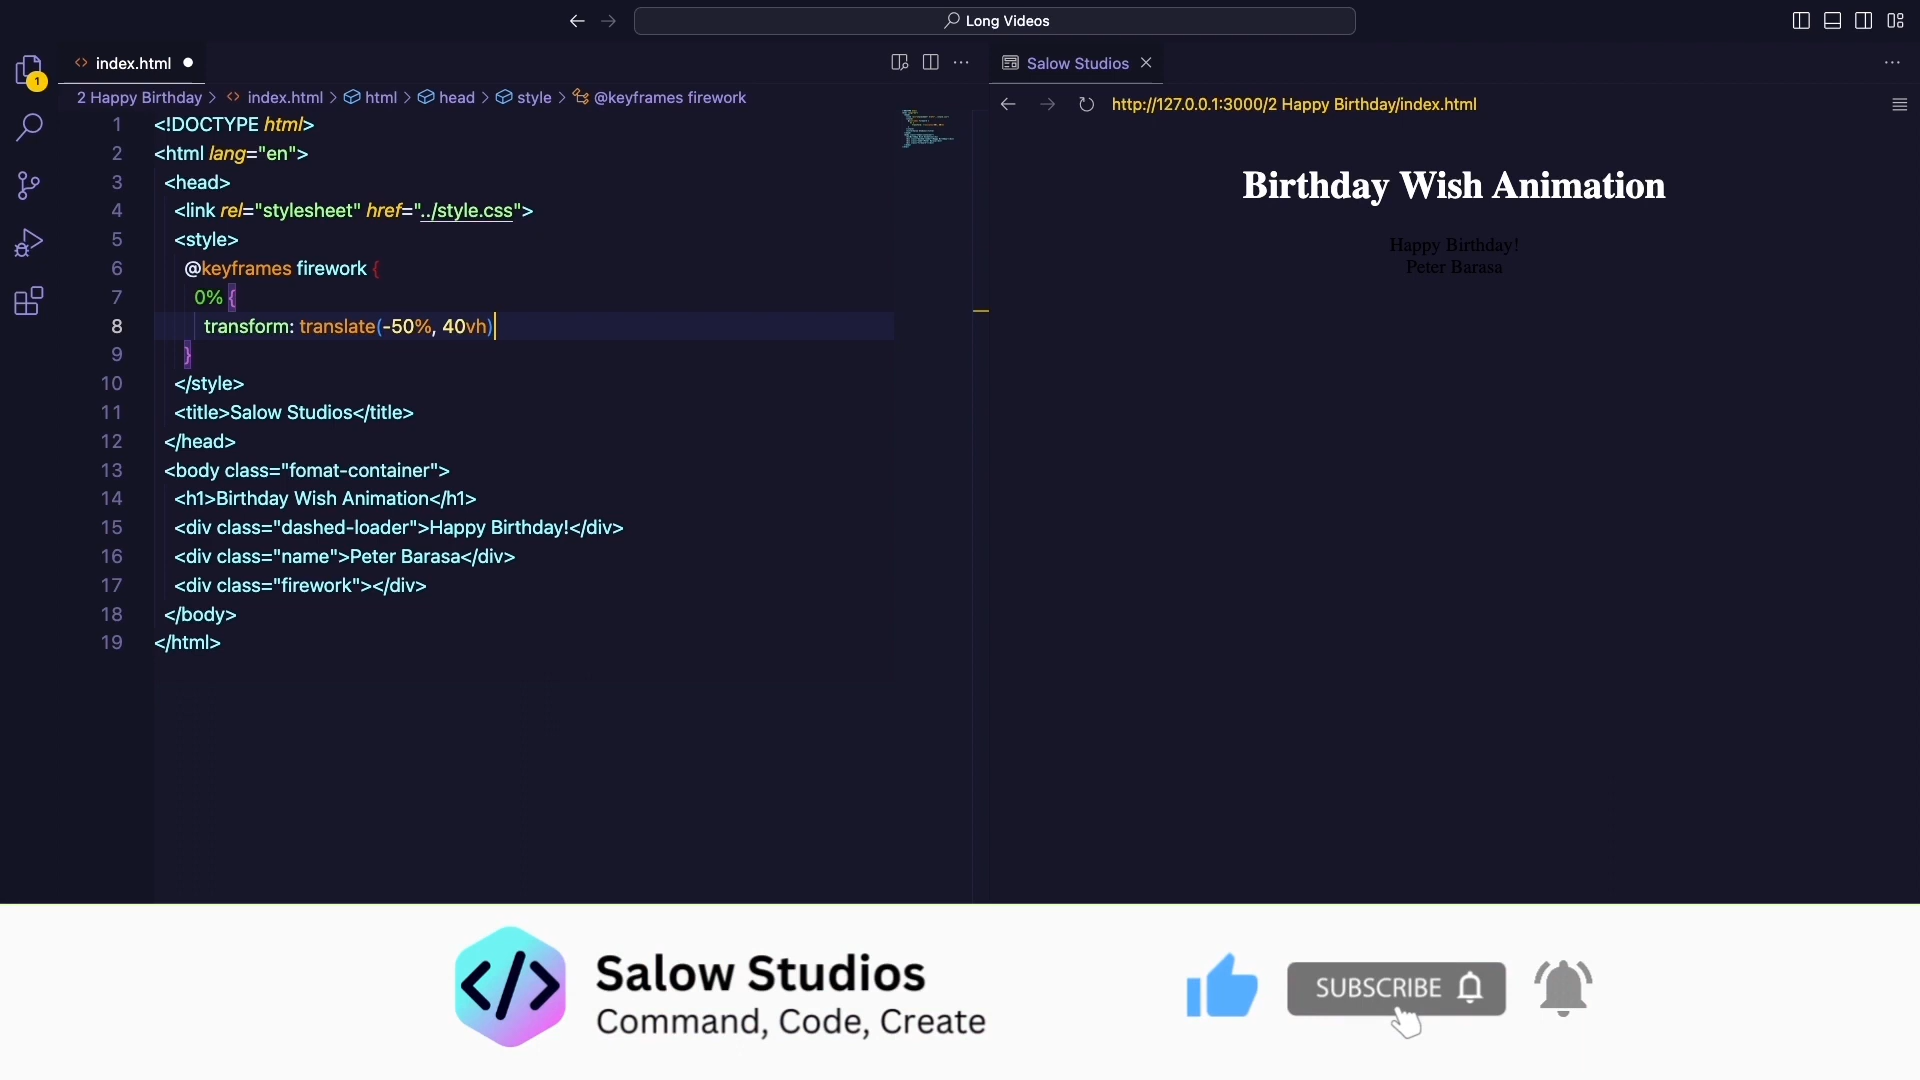 Long Videos
index.html
Salow Studios
1
2 Happy Birthday > <> index.html > html > head > style > @keyframes firework
http://127.0.0.1:3000/2 Happy Birthday/index.html
1 <!DOCTYPE html>
2 <html lang="en">
3 <head>
4 <link rel="stylesheet" href="../style.css">
5 <style>
6 @keyframes firework {
7 0% {
8 transform: translate(-50%, 40vh)
9 }
10 </style>
11 <title>Salow Studios</title>
12 </head>
13 <body class="fomat-container">
14 <h1>Birthday Wish Animation</h1>
15 <div class="dashed-loader">Happy Birthday!</div>
16 <div class="name">Peter Barasa</div>
17 <div class="firework"></div>
18 </body>
19 </html>
Birthday Wish Animation
Happy Birthday!
Peter Barasa
</>
Salow Studios
Command, Code, Create
SUBSCRIBE